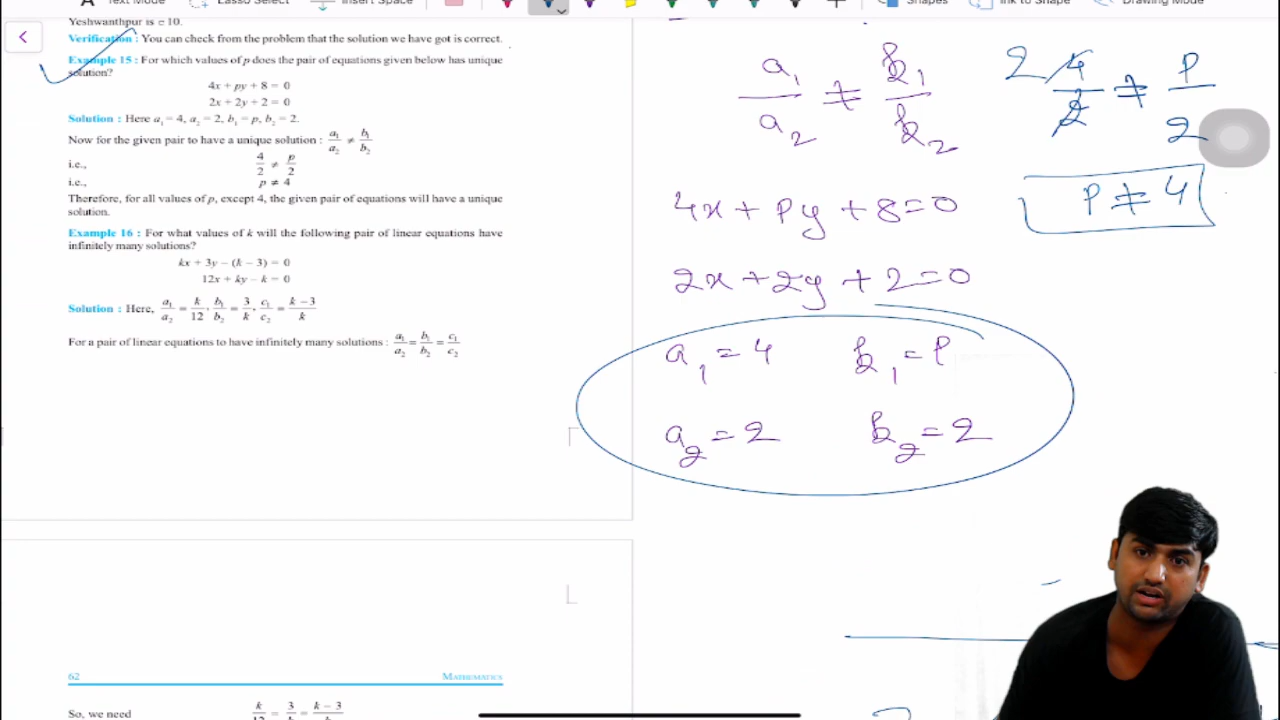 Text Mode Lasso Select Insert Space Shapes Ink to Shape Drawing Mode
Yeshwanthpur is ₹ 10.
Verification : You can check from the problem that the solution we have got is correct.
Example 15 : For which values of p does the pair of equations given below has unique
solution?
4x + py + 8 = 0
2x + 2y + 2 = 0
Solution : Here a₁ = 4, a₂ = 2, b₁ = p, b₂ = 2.
Now for the given pair to have a unique solution : a₁/a₂ ≠ b₁/b₂
i.e., 4/2 ≠ p/2
i.e., p ≠ 4
Therefore, for all values of p, except 4, the given pair of equations will have a unique
solution.
Example 16 : For what values of k will the following pair of linear equations have
infinitely many solutions?
kx + 3y – (k – 3) = 0
12x + ky – k = 0
Solution : Here, a₁/a₂ = k/12, b₁/b₂ = 3/k, c₁/c₂ = k – 3/k
For a pair of linear equations to have infinitely many solutions : a₁/a₂ = b₁/b₂ = c₁/c₂
62 MATHEMATICS
So, we need k/12 = 3/k = k – 3/k
a₁/a₂ ≠ b₁/b₂
2 4/2 ≠ P/2
P ≠ 4
4x + Py + 8 = 0
2x + 2y + 2 = 0
a₁ = 4 b₁ = P
a₂ = 2 b₂ = 2